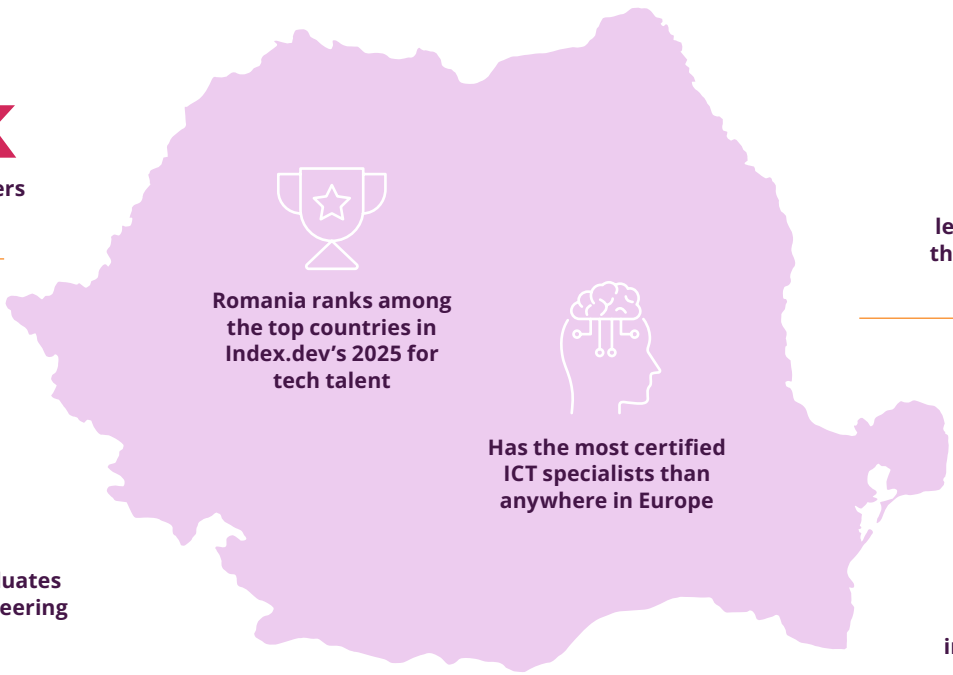 Romania ranks among
the top countries in
Index.dev's 2025 for
tech talent
Has the most certified
ICT specialists than
anywhere in Europe